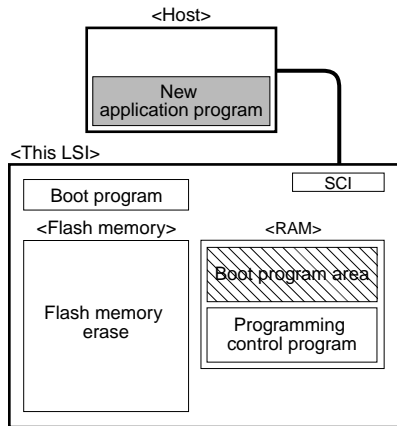 <Host>
New
application program
<This LSI>
SCI
Boot program
<Flash memory>
<RAM>
Boot program area
Flash memory
erase
Programming
control program